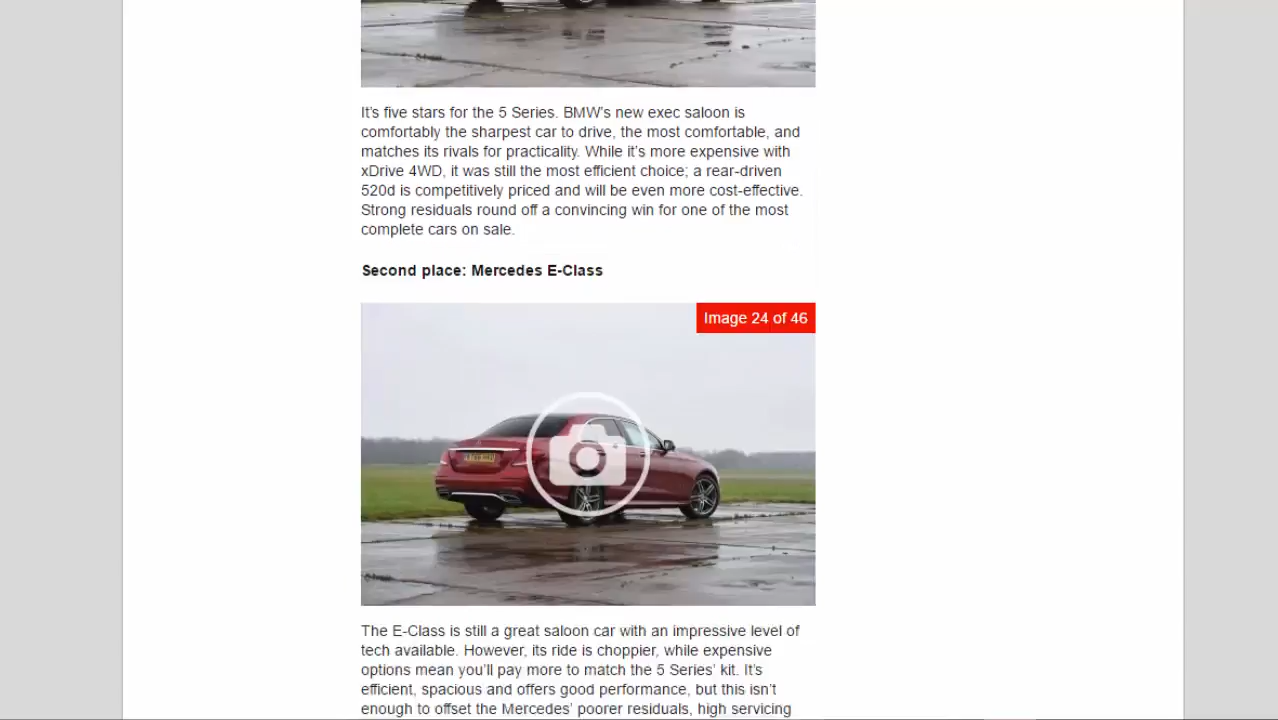 It's five stars for the 5 Series. BMW's new exec saloon is
comfortably the sharpest car to drive, the most comfortable, and
matches its rivals for practicality. While it's more expensive with
xDrive 4WD, it was still the most efficient choice; a rear-driven
520d is competitively priced and will be even more cost-effective.
Strong residuals round off a convincing win for one of the most
complete cars on sale.
Second place: Mercedes E-Class
Image 24 of 46
The E-Class is still a great saloon car with an impressive level of
tech available. However, its ride is choppier, while expensive
options mean you'll pay more to match the 5 Series' kit. It's
efficient, spacious and offers good performance, but this isn't
enough to offset the Mercedes' poorer residuals, high servicing